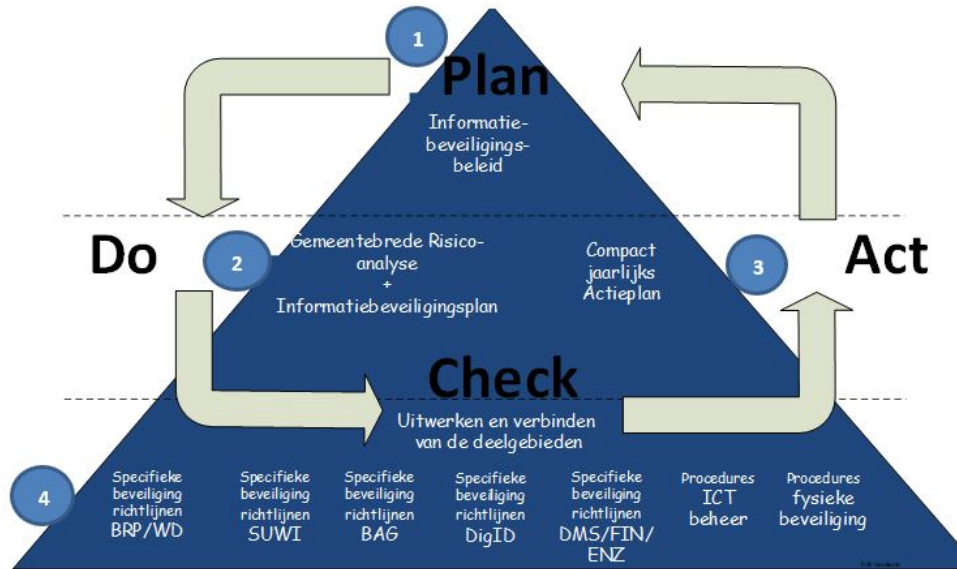 1
Plan
Informatie-
beveiligings-
beleid
Do
2
Gemeentebrede Risico-
analyse
+
Informatiebeveiligingsplan
Compact
jaarlijks
Actieplan
3
Act
Check
Uitwerken en verbinden
van de deelgebieden
4
Specifieke
beveiliging
richtlijnen
BRP/WD
Specifieke
beveiliging
richtlijnen
SUWI
Specifieke
beveiliging
richtlijnen
BAG
Specifieke
beveiliging
richtlijnen
DigID
Specifieke
beveiliging
richtlijnen
DMS/FIN/
ENZ
Procedures
ICT
beheer
Procedures
fysieke
beveiliging